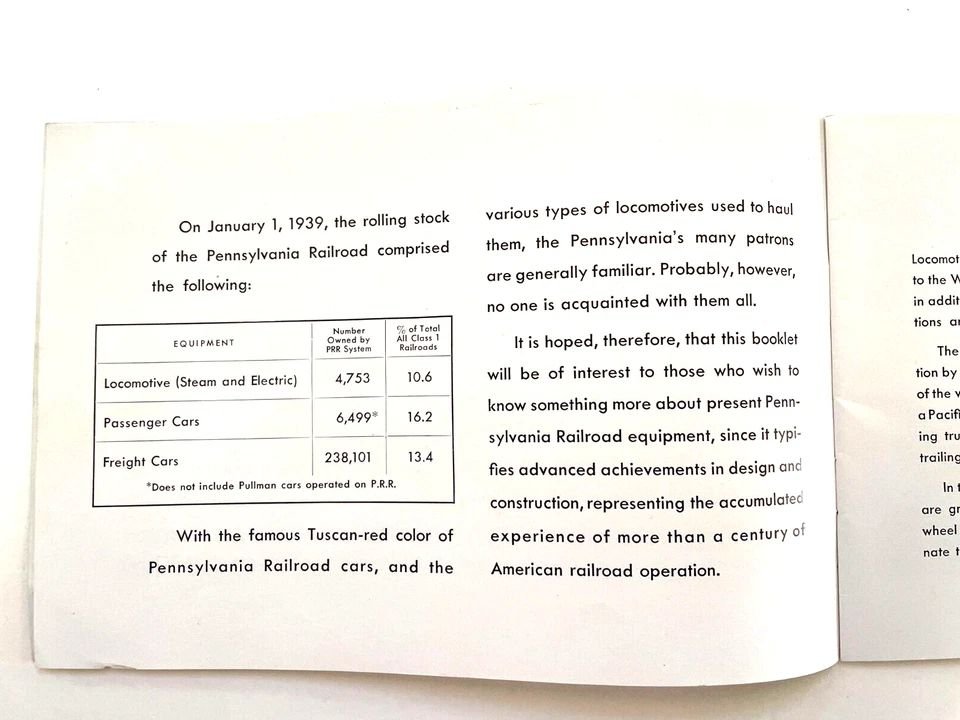 On January 1, 1939, the rolling stock
of the Pennsylvania Railroad comprised
the following:
EQUIPMENT
Number
Owned by
PRR System
% of Total
All Class 1
Railroads
Locomotive (Steam and Electric) 4,753 10.6
Passenger Cars 6,499* 16.2
Freight Cars 238,101 13.4
*Does not include Pullman cars operated on P.R.R.
With the famous Tuscan-red color of
Pennsylvania Railroad cars, and the
various types of locomotives used to haul
them, the Pennsylvania's many patrons
are generally familiar. Probably, however,
no one is acquainted with them all.
It is hoped, therefore, that this booklet
will be of interest to those who wish to
know something more about present Penn-
sylvania Railroad equipment, since it typi-
fies advanced achievements in design and
construction, representing the accumulated
experience of more than a century of
American railroad operation.
to the
in
tions
The
tion by
of the
a
ing
trailing
In
are
wheel
nate